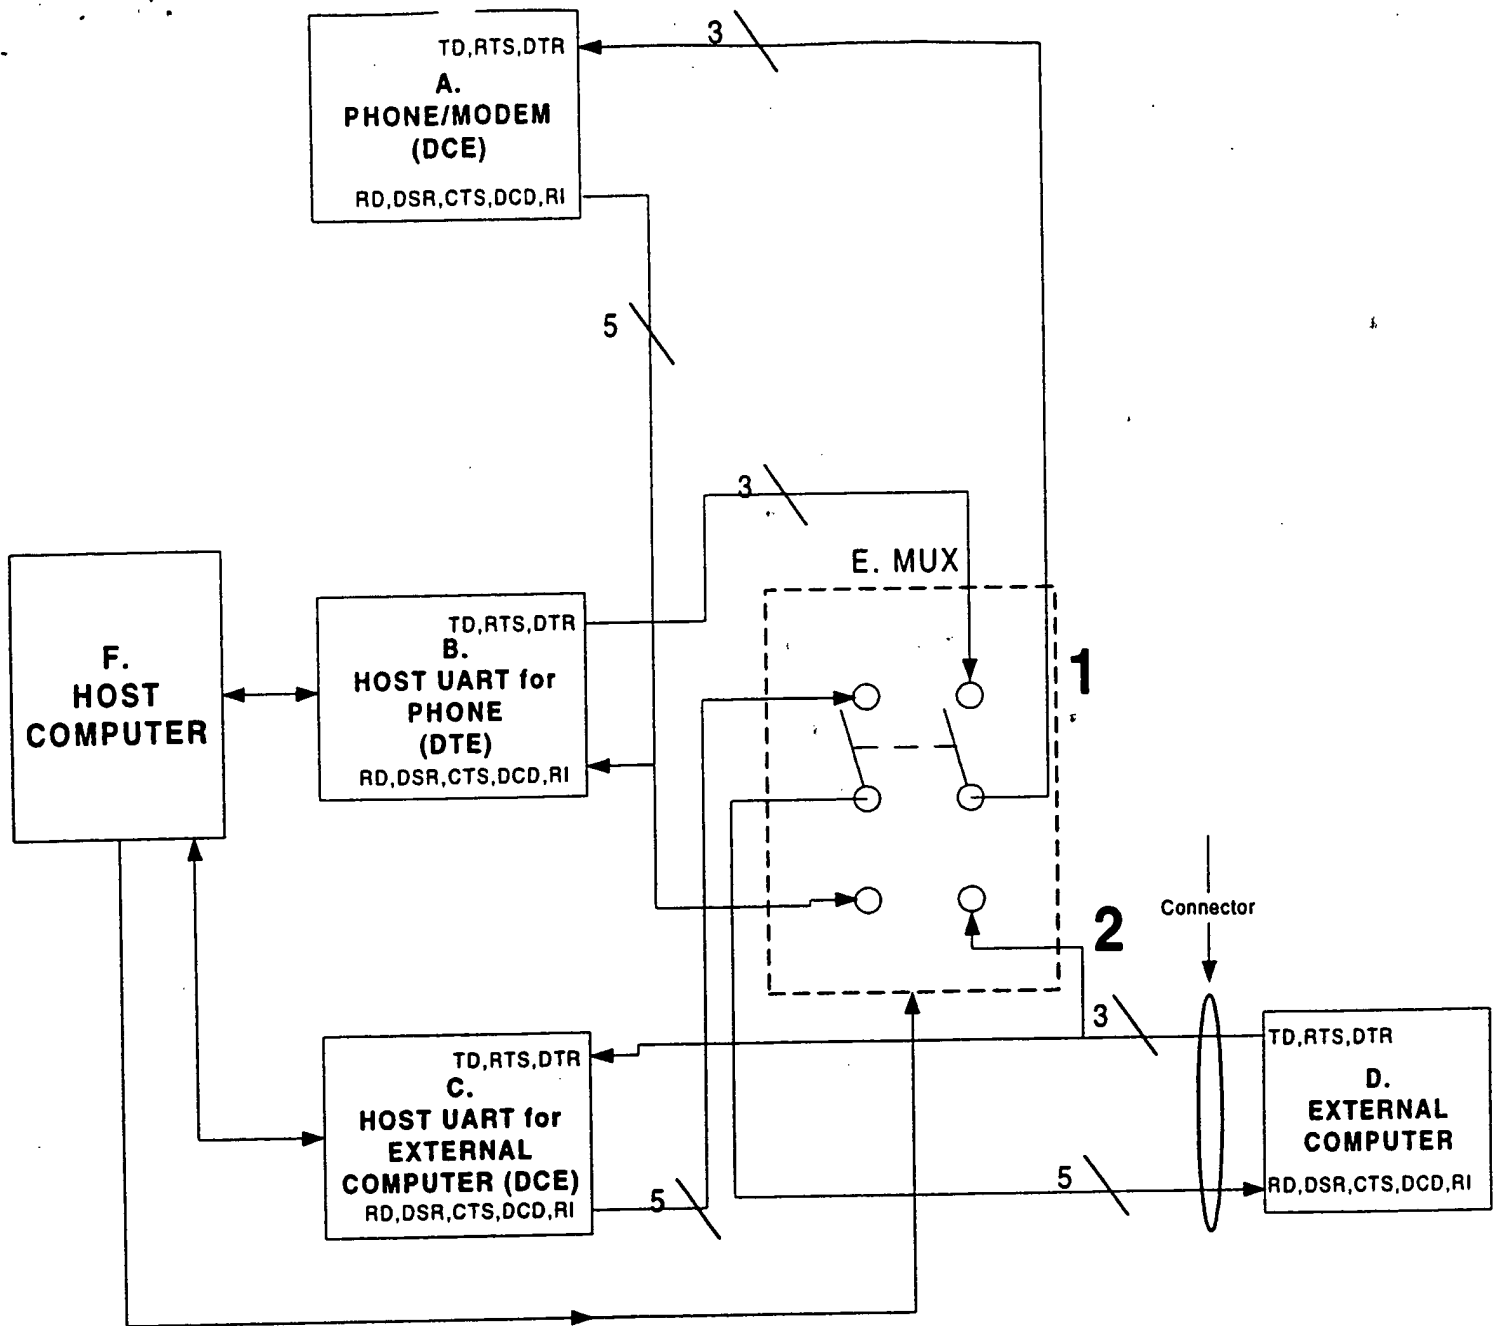 TD,RTS,DTR
A.
PHONE/MODEM
(DCE)
RD,DSR,CTS,DCD,RI
3
5
3
E. MUX
F.
HOST
COMPUTER
TD,RTS,DTR
B.
HOST UART for
PHONE
(DTE)
RD,DSR,CTS,DCD,RI
1
2
Connector
3
TD,RTS,DTR
C.
HOST UART for
EXTERNAL
COMPUTER (DCE)
RD,DSR,CTS,DCD,RI
5
5
TD,RTS,DTR
D.
EXTERNAL
COMPUTER
RD,DSR,CTS,DCD,RI